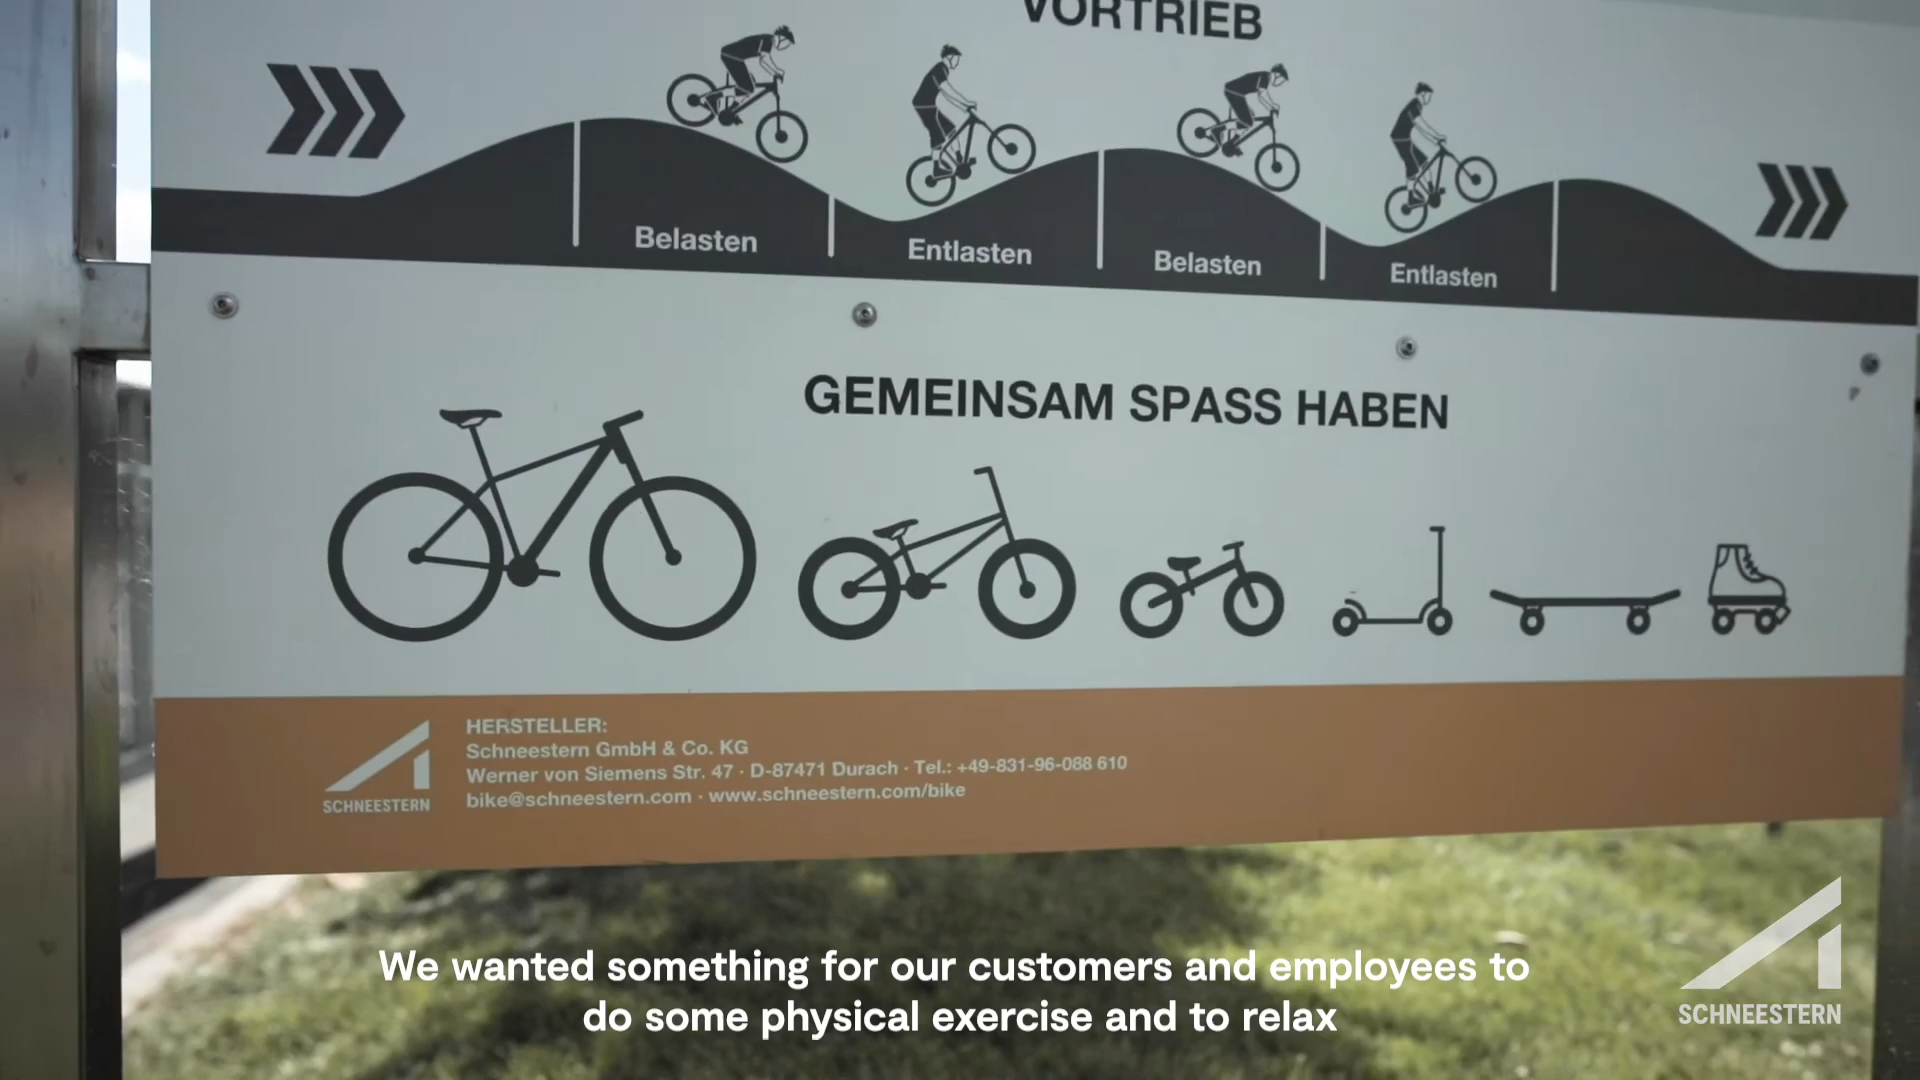 VORTRIEB
Belasten
Entlasten
Belasten
Entlasten
GEMEINSAM SPASS HABEN
SCHNEESTERN
HERSTELLER:
Schneestern GmbH & Co. KG
Werner von Siemens Str. 47 · D-87471 Durach · Tel.: +49-831-96-088 610
bike@schneestern.com · www.schneestern.com/bike
We wanted something for our customers and employees to
do some physical exercise and to relax
SCHNEESTERN